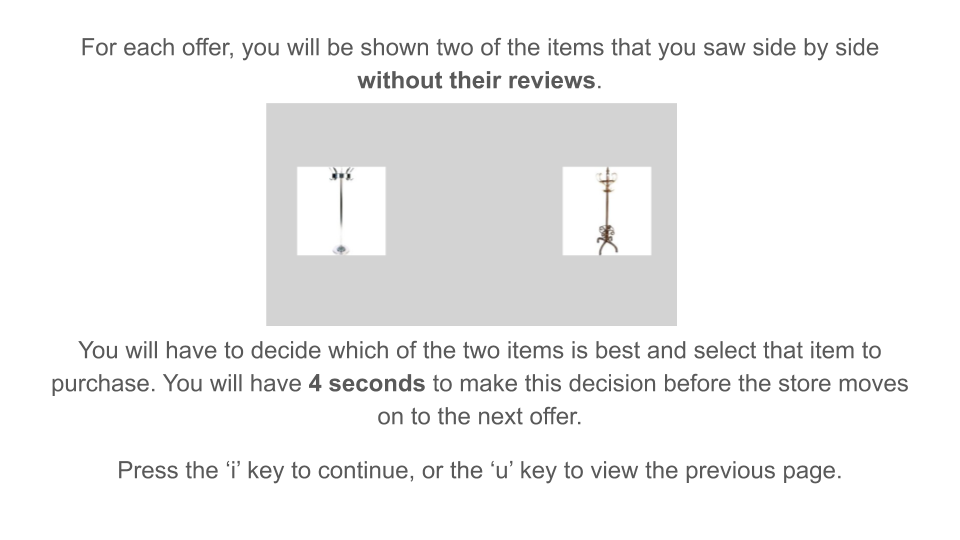 For each offer, you will be shown two of the items that you saw side by side
without their reviews.
You will have to decide which of the two items is best and select that item to
purchase. You will have 4 seconds to make this decision before the store moves
on to the next offer.
Press the ‘i’ key to continue, or the ‘u’ key to view the previous page.